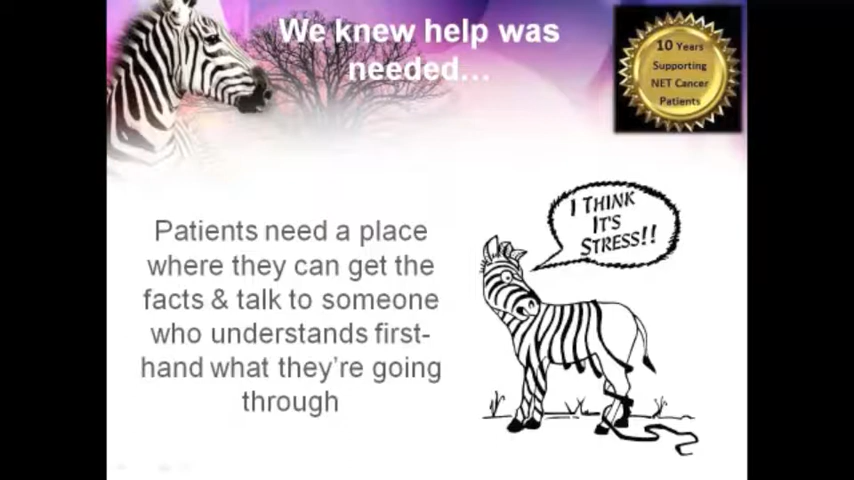 We knew help was
needed...
10 Years
Supporting
NET Cancer
Patients
Patients need a place
where they can get the
facts & talk to someone
who understands first-
hand what they're going
through
I THINK
IT'S
STRESS!!